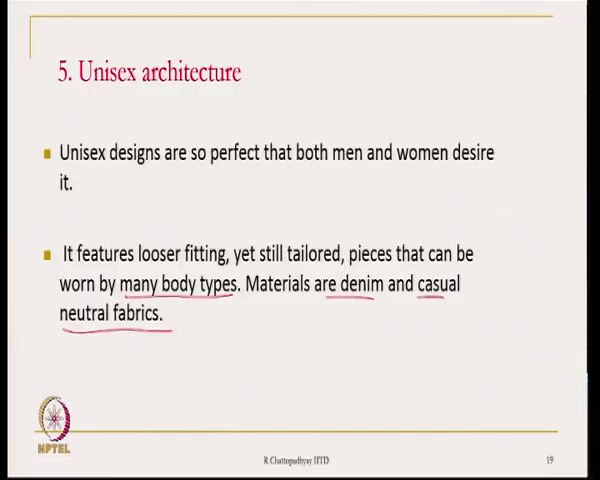 5. Unisex architecture
Unisex designs are so perfect that both men and women desire
it.
It features looser fitting, yet still tailored, pieces that can be
worn by many body types. Materials are denim and casual
neutral fabrics.
NPTEL
R Chattopadhyay IITD
19